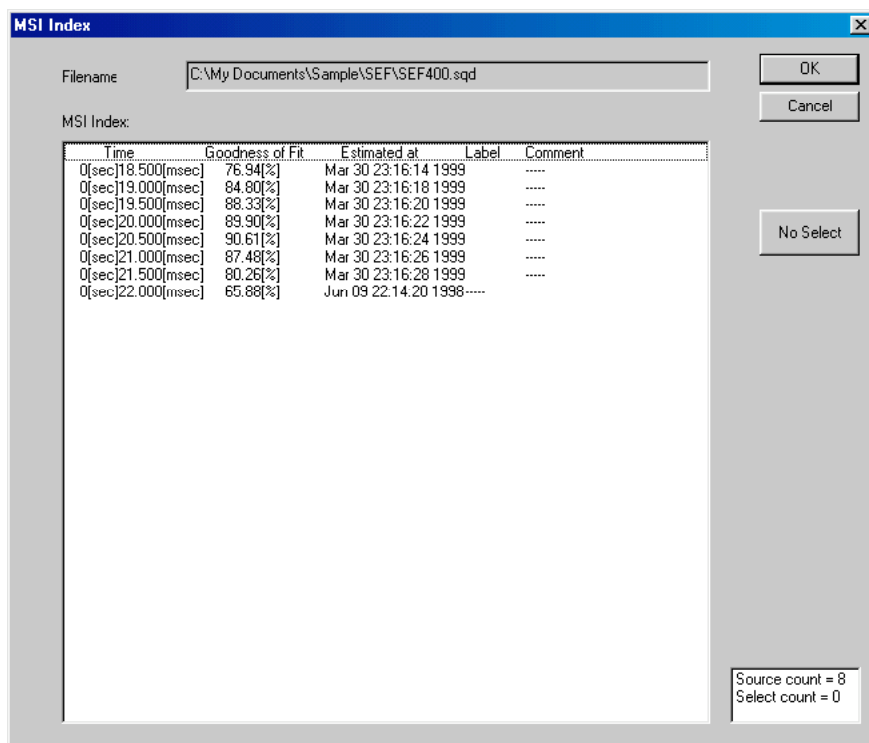 MSI Index
Filename
C:\My Documents\Sample\SEF\SEF400.sqd
OK
Cancel
MSI Index:
Time Goodness of Fit Estimated at Label Comment
0[sec]18.500[msec] 76.94[%] Mar 30 23:16:14 1999 -----
0[sec]19.000[msec] 84.80[%] Mar 30 23:16:18 1999 -----
0[sec]19.500[msec] 88.33[%] Mar 30 23:16:20 1999 -----
0[sec]20.000[msec] 89.90[%] Mar 30 23:16:22 1999 -----
0[sec]20.500[msec] 90.61[%] Mar 30 23:16:24 1999 -----
0[sec]21.000[msec] 87.48[%] Mar 30 23:16:26 1999 -----
0[sec]21.500[msec] 80.26[%] Mar 30 23:16:28 1999 -----
0[sec]22.000[msec] 65.88[%] Jun 09 22:14:20 1998-----
No Select
Source count = 8
Select count = 0